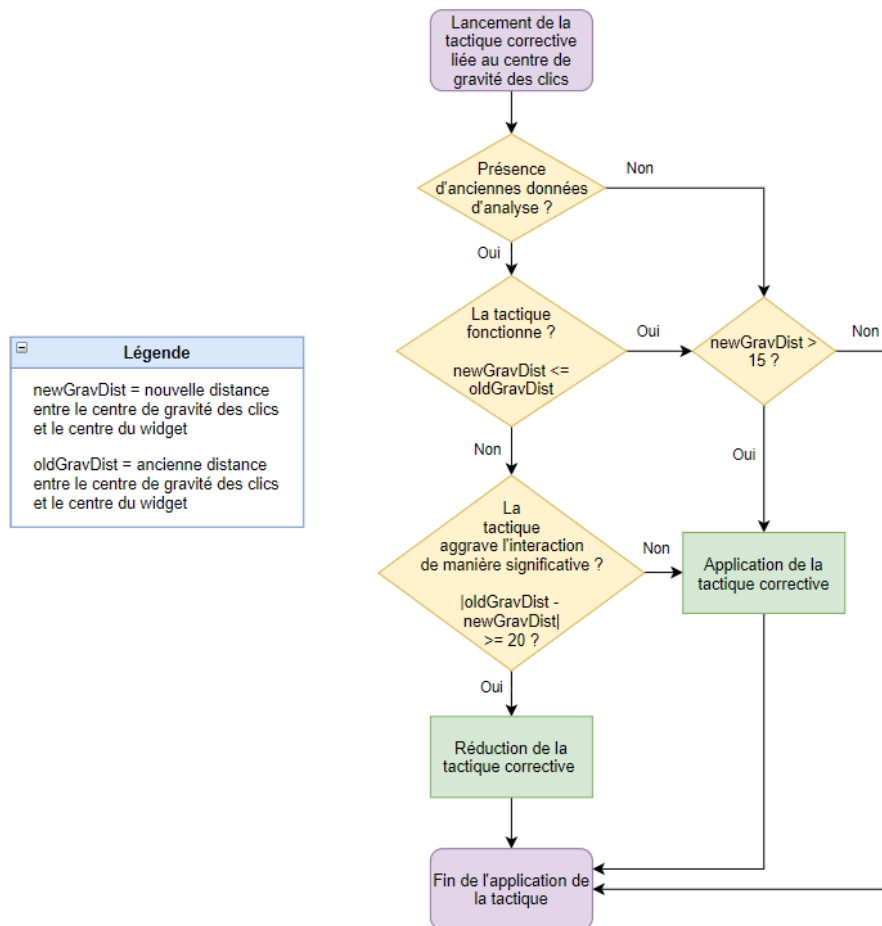 Lancement de la
tactique corrective
liée au centre de
gravité des clics
Présence
d'anciennes données
d'analyse ?
Non
Oui
La tactique
fonctionne ?
newGravDist <=
oldGravDist
Oui
newGravDist >
15 ?
Non
Légende
newGravDist = nouvelle distance
entre le centre de gravité des clics
et le centre du widget
oldGravDist = ancienne distance
entre le centre de gravité des clics
et le centre du widget
Non
Oui
La
tactique
aggrave l'interaction
de manière significative ?
|oldGravDist -
newGravDist|
>= 20 ?
Non
Application de la
tactique corrective
Oui
Réduction de la
tactique corrective
Fin de l'application de
la tactique